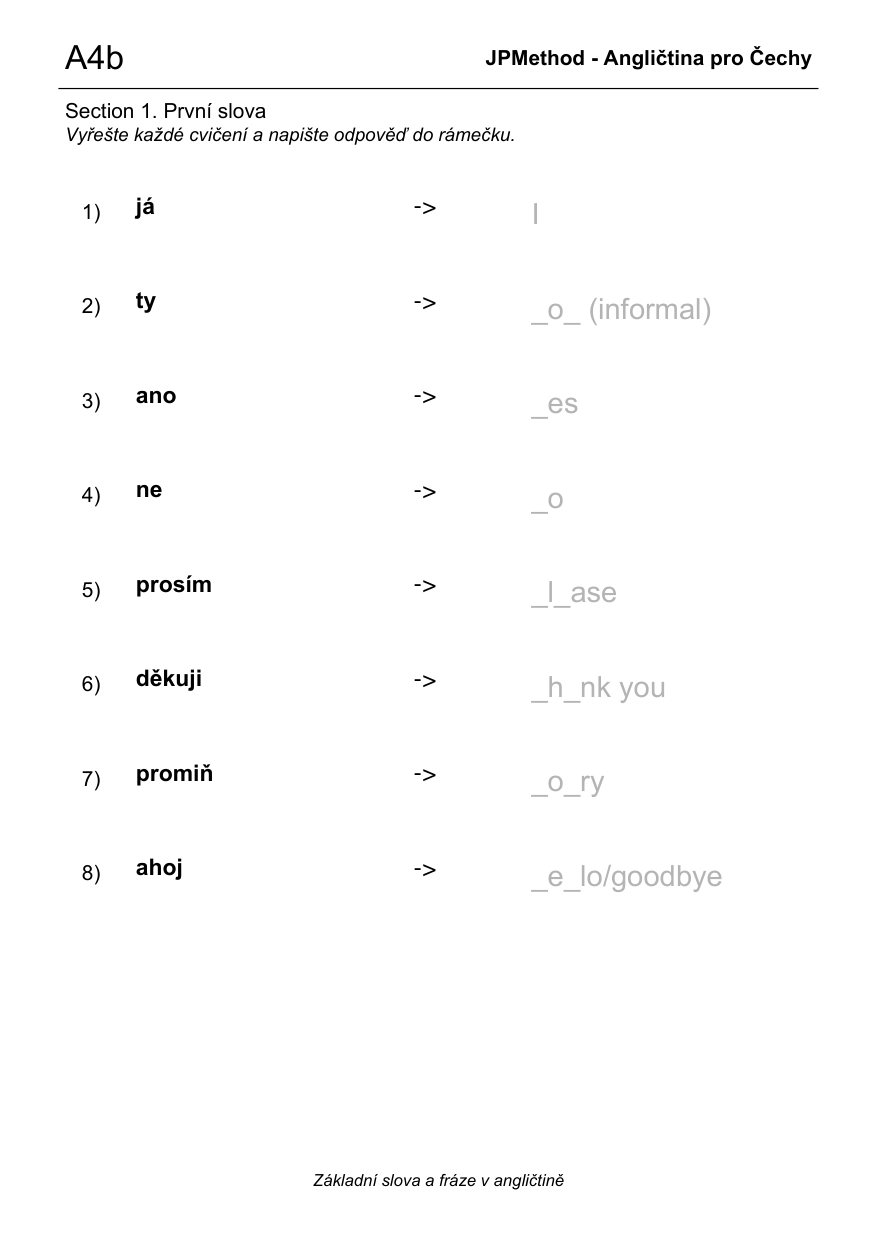 A4b
JPMethod - Angličtina pro Čechy
Section 1. První slova
Vyřešte každé cvičení a napište odpověď do rámečku.
1) já -> I
2) ty -> _o_ (informal)
3) ano -> _es
4) ne -> _o
5) prosím -> _l_ase
6) děkuji -> _h_nk you
7) promiň -> _o_ry
8) ahoj -> _e_lo/goodbye
Základní slova a fráze v angličtině